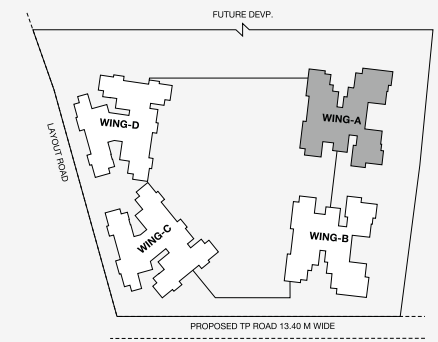 FUTURE DEVP.
WING-A
WING-D
LAYOUT ROAD
WING-C
WING-B
PROPOSED TP ROAD 13.40 M WIDE